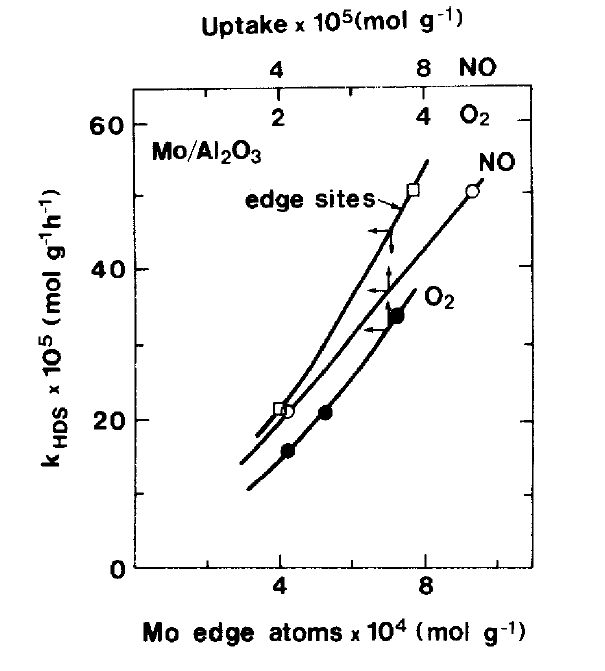 Uptake x 10⁵(mol g⁻¹)
4 8 NO
2 4 O₂
60
Mo/Al₂O₃
NO
edge sites
40
O₂
20
0
4 8
k_HDS x 10⁵ (mol g⁻¹h⁻¹)
Mo edge atoms x 10⁴ (mol g⁻¹)